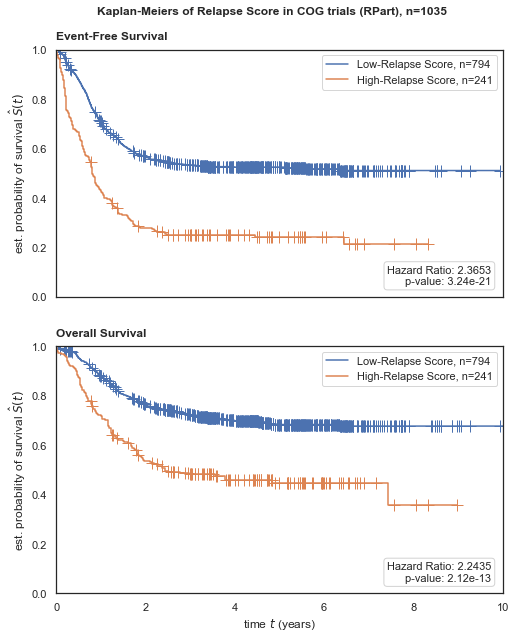 Kaplan-Meiers of Relapse Score in COG trials (RPart), n=1035
Event-Free Survival
Low-Relapse Score, n=794
High-Relapse Score, n=241
est. probability of survival Ŝ(t)
1.0
0.8
0.6
0.4
0.2
0.0
Hazard Ratio: 2.3653
p-value: 3.24e-21
Overall Survival
Low-Relapse Score, n=794
High-Relapse Score, n=241
est. probability of survival Ŝ(t)
1.0
0.8
0.6
0.4
0.2
0.0
Hazard Ratio: 2.2435
p-value: 2.12e-13
0 2 4 6 8 10
time t (years)